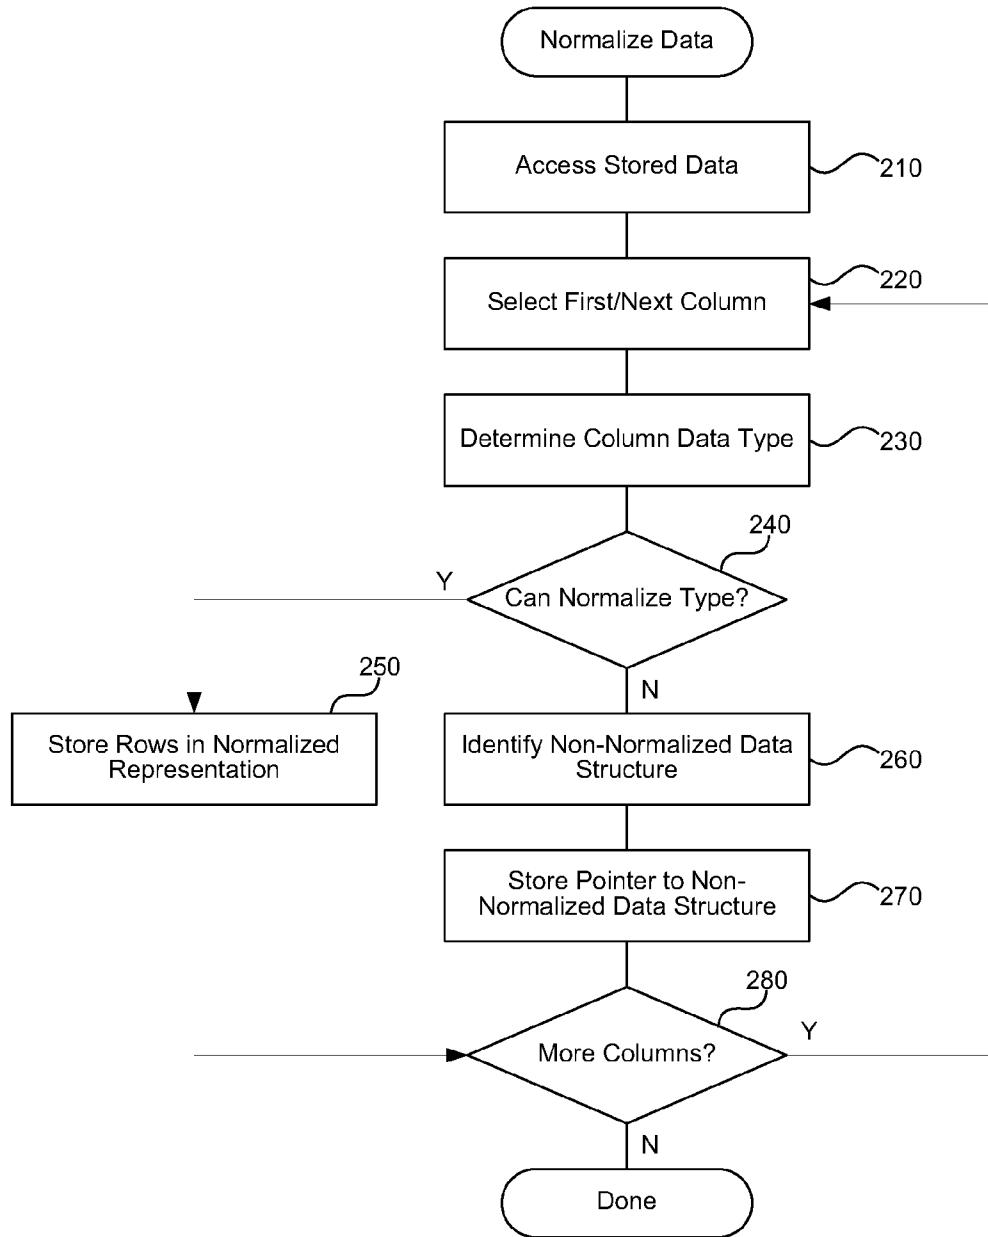 Normalize Data
Access Stored Data
210
Select First/Next Column
220
Determine Column Data Type
230
240
Can Normalize Type?
Y
N
250
Store Rows in Normalized
Representation
Identify Non-Normalized Data
Structure
260
Store Pointer to Non-
Normalized Data Structure
270
280
More Columns?
Y
N
Done